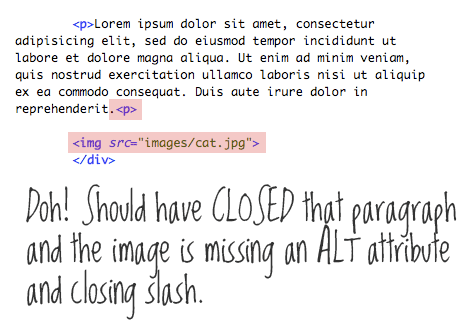 <p>Lorem ipsum dolor sit amet, consectetur
adipisicing elit, sed do eiusmod tempor incididunt ut
labore et dolore magna aliqua. Ut enim ad minim veniam,
quis nostrud exercitation ullamco laboris nisi ut aliquip
ex ea commodo consequat. Duis aute irure dolor in
reprehenderit.<p>
<img src="images/cat.jpg">
</div>
Doh! Should have CLOSED that paragraph
and the image is missing an ALT attribute
and closing slash.